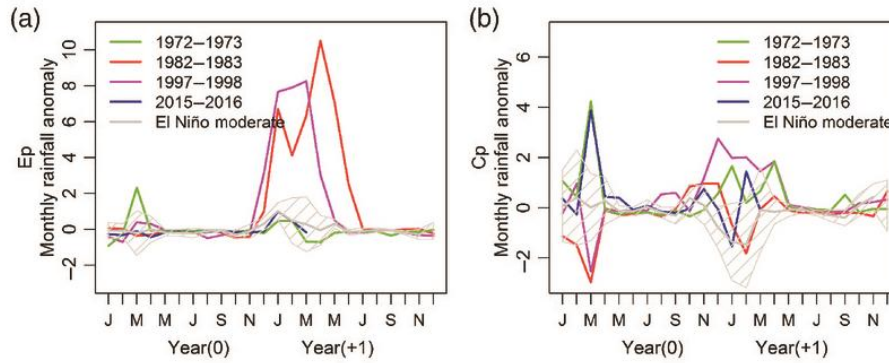 (a)
Ep
Monthly rainfall anomaly
10
8
6
4
2
0
−2
1972−1973
1982−1983
1997−1998
2015−2016
El Niño moderate
J M M J S N J M M J S N
Year(0) Year(+1)
(b)
Cp
Monthly rainfall anomaly
6
4
2
0
−2
1972−1973
1982−1983
1997−1998
2015−2016
El Niño moderate
J M M J S N J M M J S N
Year(0) Year(+1)